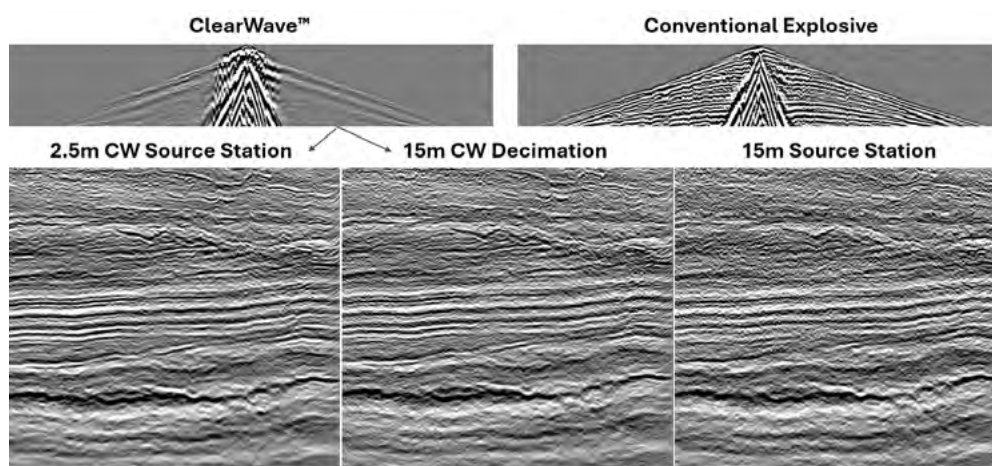 ClearWave™
Conventional Explosive
2.5m CW Source Station
15m CW Decimation
15m Source Station